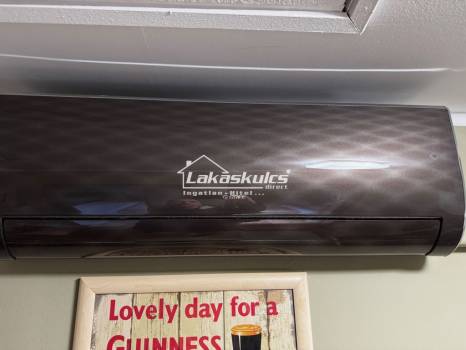 Lakáskulcs
direct
Ingatlan-Hitel...
Lovely day for a
GUINNESS